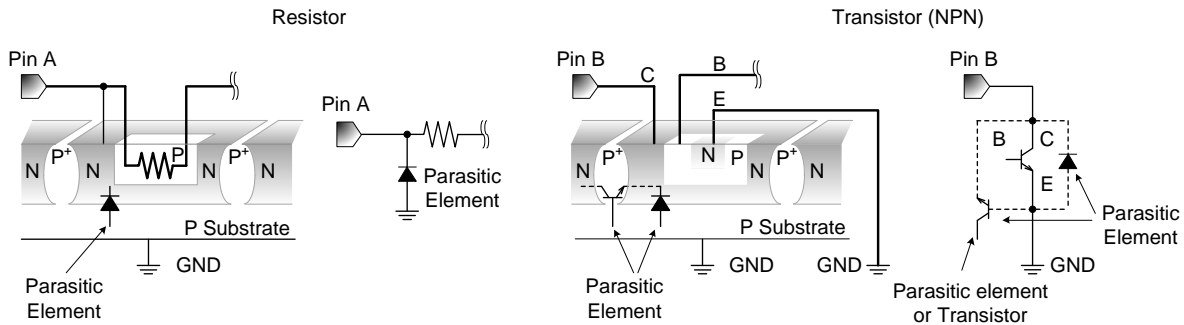 Resistor
Transistor (NPN)
Pin A
Pin A
N
P+
N
P
N
P+
N
Parasitic
Element
P Substrate
GND
Parasitic
Element
Pin B
C
B
E
N
P+
N
N
P
N
P+
N
P Substrate
GND
GND
Parasitic
Element
Pin B
B
C
E
Parasitic
Element
GND
Parasitic element
or Transistor